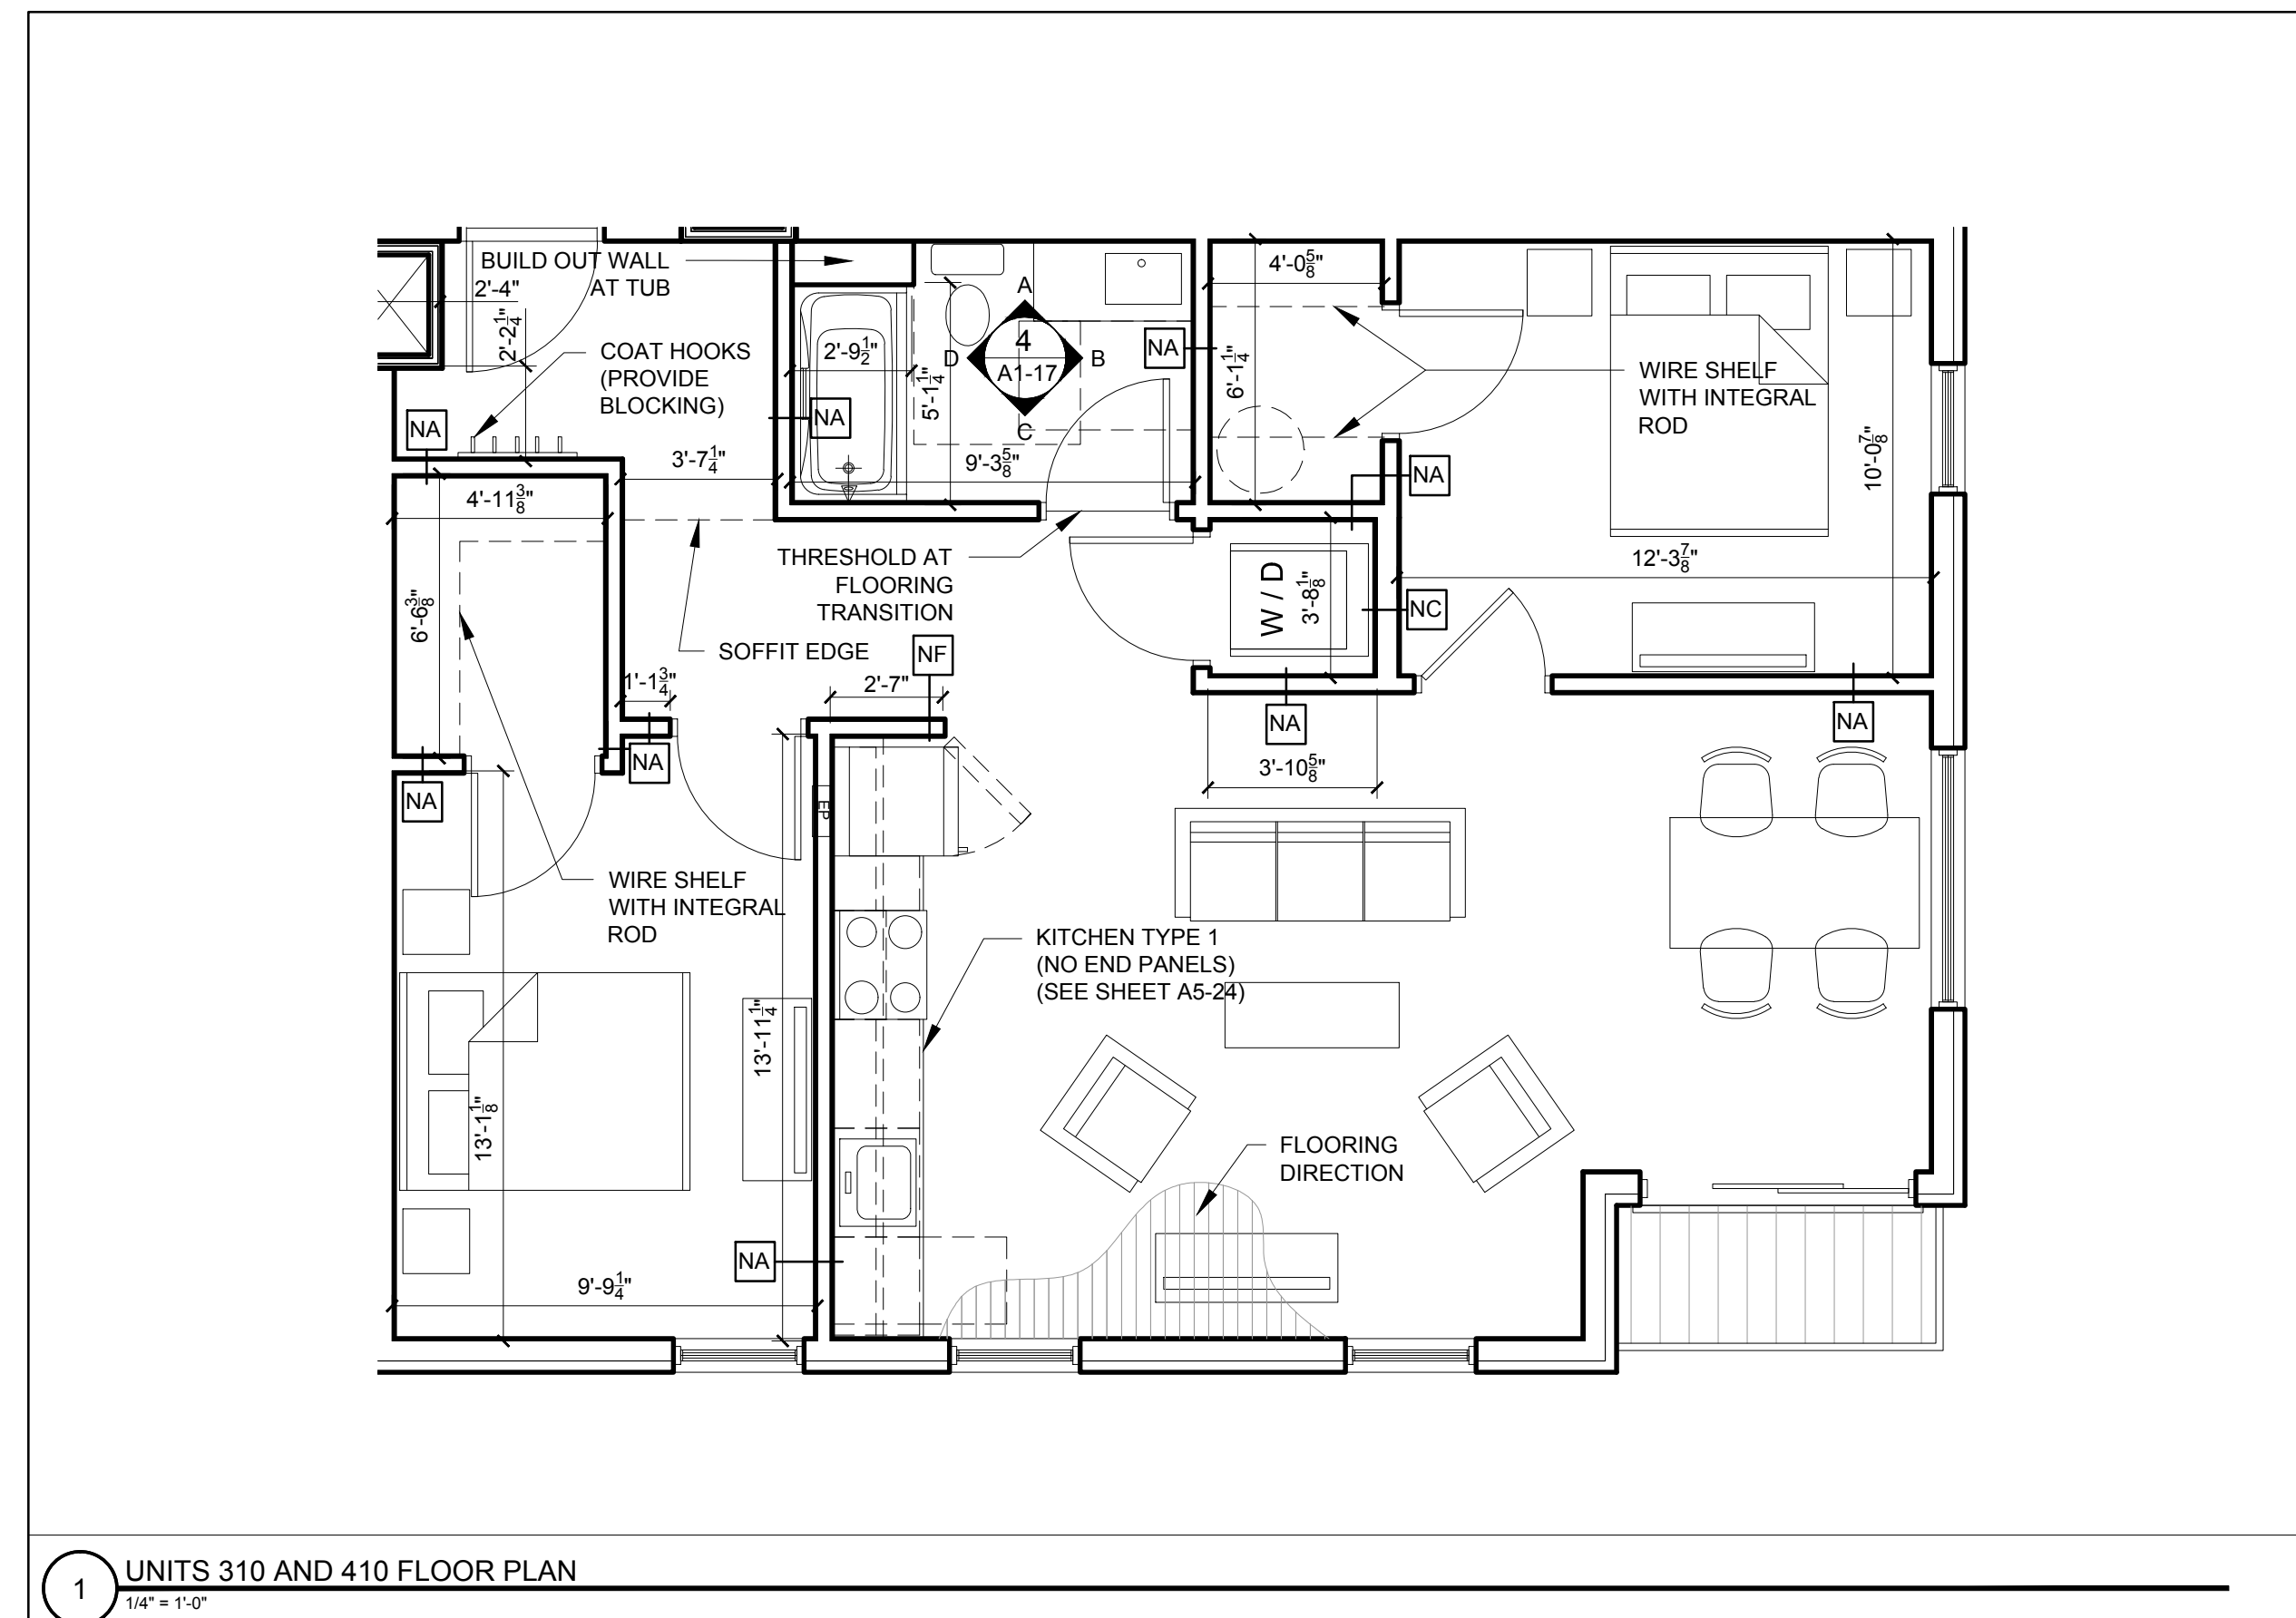 BUILD OUT WALL
AT TUB
2'-4"
2'-2 1/4"
COAT HOOKS
(PROVIDE
BLOCKING)
NA
4'-11 3/8"
3'-7 1/4"
2'-9 1/2"
NA
5'-1 1/4"
A
D
4
B
A1-17
C
9'-3 5/8"
NA
4'-0 5/8"
6'-1 1/4"
WIRE SHELF
WITH INTEGRAL
ROD
10'-0 7/8"
NA
12'-3 7/8"
THRESHOLD AT
FLOORING
TRANSITION
W / D
3'-8 1/8"
NC
6'-6 3/8"
SOFFIT EDGE
NF
1'-1 3/4"
2'-7"
NA
NA
NA
NA
3'-10 5/8"
EP
WIRE SHELF
WITH INTEGRAL
ROD
KITCHEN TYPE 1
(NO END PANELS)
(SEE SHEET A5-24)
13'-11 1/4"
13'-1 1/8"
FLOORING
DIRECTION
NA
9'-9 1/4"
1
UNITS 310 AND 410 FLOOR PLAN
1/4" = 1'-0"